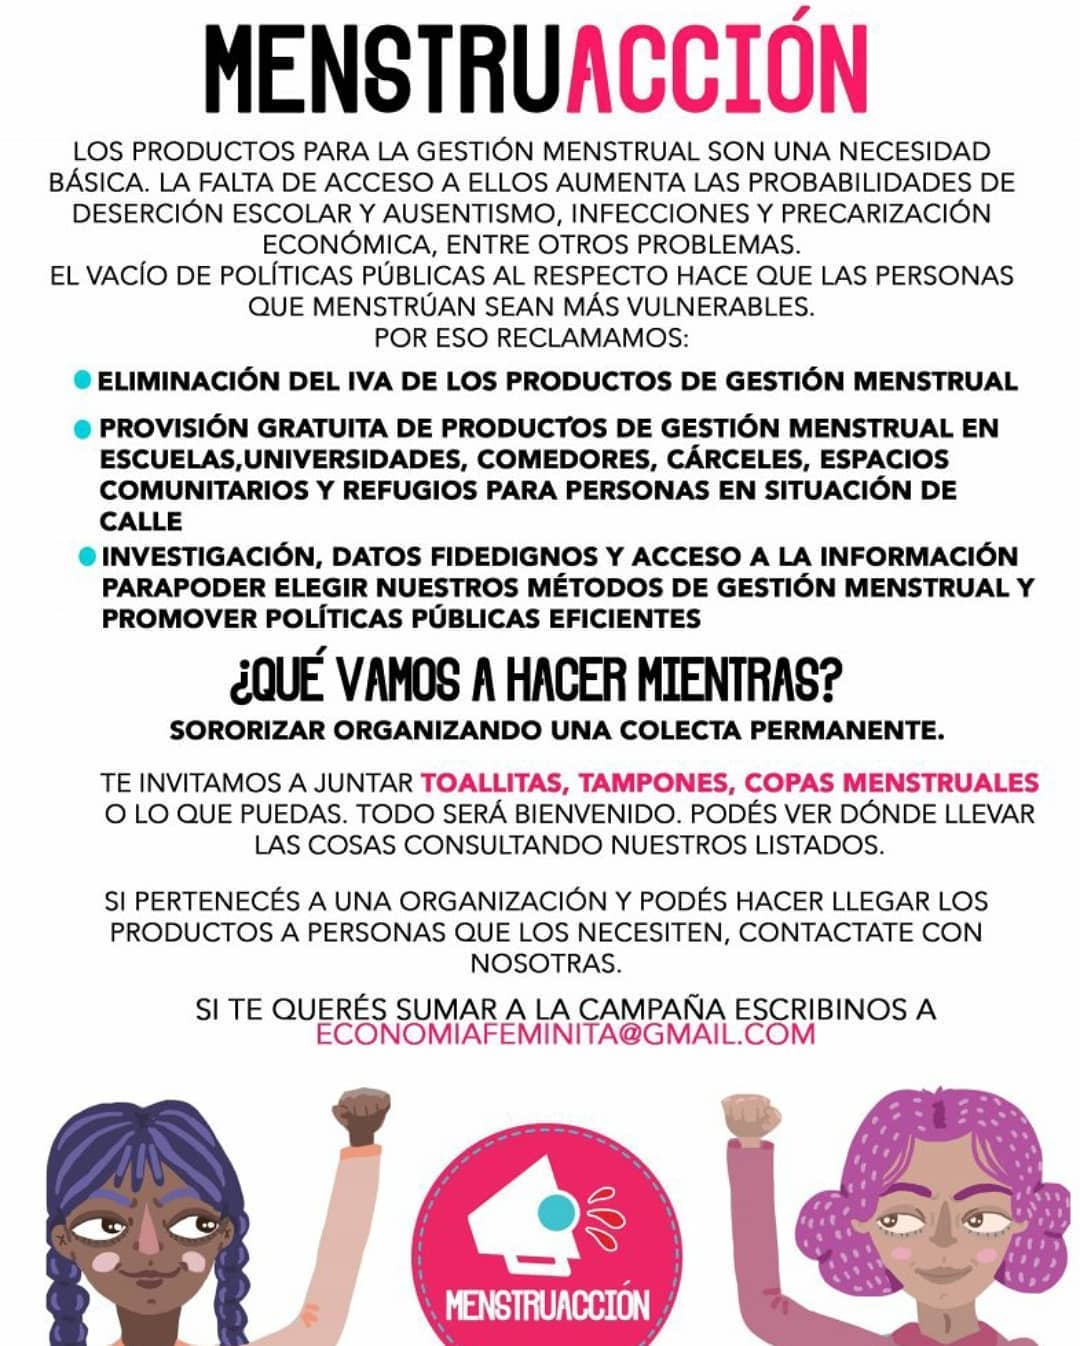 MENSTRUACCIÓN
LOS PRODUCTOS PARA LA GESTIÓN MENSTRUAL SON UNA NECESIDAD
BÁSICA. LA FALTA DE ACCESO A ELLOS AUMENTA LAS PROBABILIDADES DE
DESERCIÓN ESCOLAR Y AUSENTISMO, INFECCIONES Y PRECARIZACIÓN
ECONÓMICA, ENTRE OTROS PROBLEMAS.
EL VACÍO DE POLÍTICAS PÚBLICAS AL RESPECTO HACE QUE LAS PERSONAS
QUE MENSTRÚAN SEAN MÁS VULNERABLES.
POR ESO RECLAMAMOS:
ELIMINACIÓN DEL IVA DE LOS PRODUCTOS DE GESTIÓN MENSTRUAL
PROVISIÓN GRATUITA DE PRODUCTOS DE GESTIÓN MENSTRUAL EN
ESCUELAS,UNIVERSIDADES, COMEDORES, CÁRCELES, ESPACIOS
COMUNITARIOS Y REFUGIOS PARA PERSONAS EN SITUACIÓN DE
CALLE
INVESTIGACIÓN, DATOS FIDEDIGNOS Y ACCESO A LA INFORMACIÓN
PARAPODER ELEGIR NUESTROS MÉTODOS DE GESTIÓN MENSTRUAL Y
PROMOVER POLÍTICAS PÚBLICAS EFICIENTES
¿QUÉ VAMOS A HACER MIENTRAS?
SORORIZAR ORGANIZANDO UNA COLECTA PERMANENTE.
TE INVITAMOS A JUNTAR TOALLITAS, TAMPONES, COPAS MENSTRUALES
O LO QUE PUEDAS. TODO SERÁ BIENVENIDO. PODÉS VER DÓNDE LLEVAR
LAS COSAS CONSULTANDO NUESTROS LISTADOS.
SI PERTENECÉS A UNA ORGANIZACIÓN Y PODÉS HACER LLEGAR LOS
PRODUCTOS A PERSONAS QUE LOS NECESITEN, CONTACTATE CON
NOSOTRAS.
SI TE QUERÉS SUMAR A LA CAMPAÑA ESCRIBINOS A
ECONOMIAFEMINITA@GMAIL.COM
MENSTRUACCIÓN